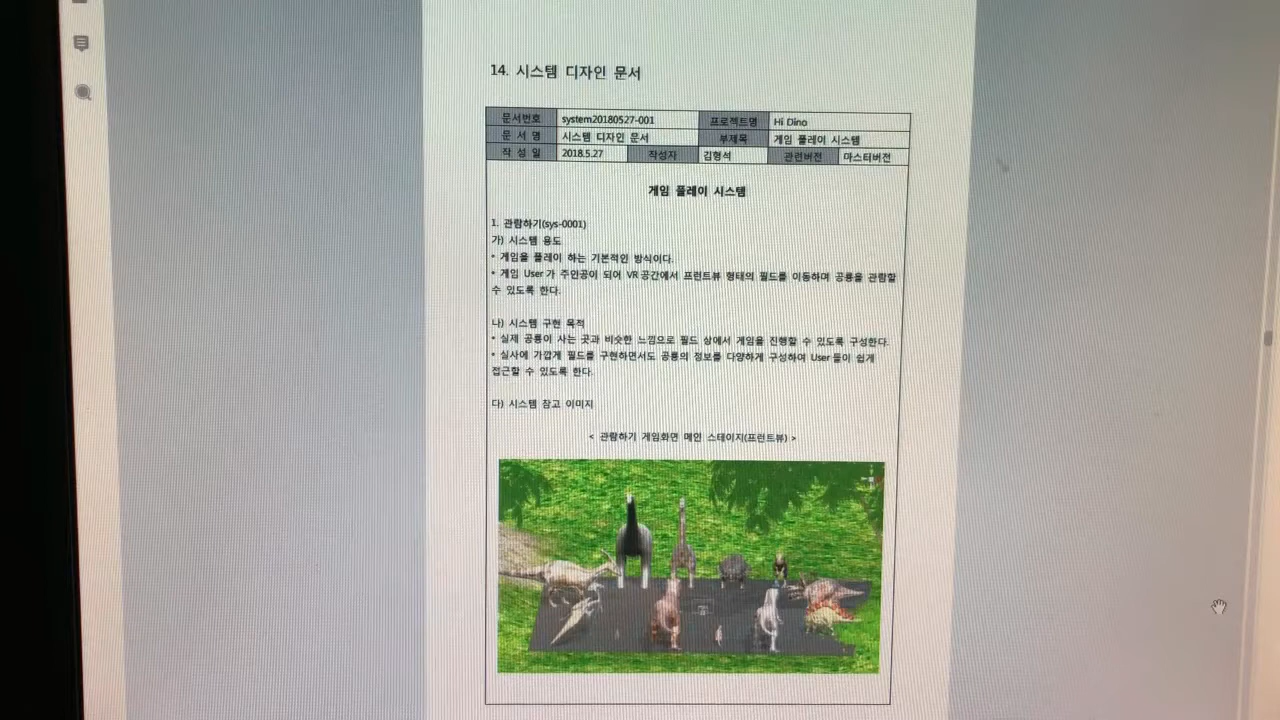 14. 시스템 디자인 문서
문서번호 system20180527-001 프로젝트명 Hi Dino
문 서 명 시스템 디자인 문서 부제목 게임 플레이 시스템
작 성 일 2018.5.27 작성자 김형석 관련버전 마스터버전
게임 플레이 시스템
1. 관람하기(sys-0001)
가) 시스템 용도
• 게임을 플레이 하는 기본적인 방식이다.
• 게임 User가 주인공이 되어 VR공간에서 프런트뷰 형태의 필드를 이동하며 공룡을 관람할
수 있도록 한다.
나) 시스템 구현 목적
• 실제 공룡이 사는 곳과 비슷한 느낌으로 필드 상에서 게임을 진행할 수 있도록 구성한다.
• 실사에 가깝게 필드를 구현하면서도 공룡의 정보를 다양하게 구성하여 User들이 쉽게
접근할 수 있도록 한다.
다) 시스템 참고 이미지
< 관람하기 게임화면 메인 스테이지(프런트뷰) >